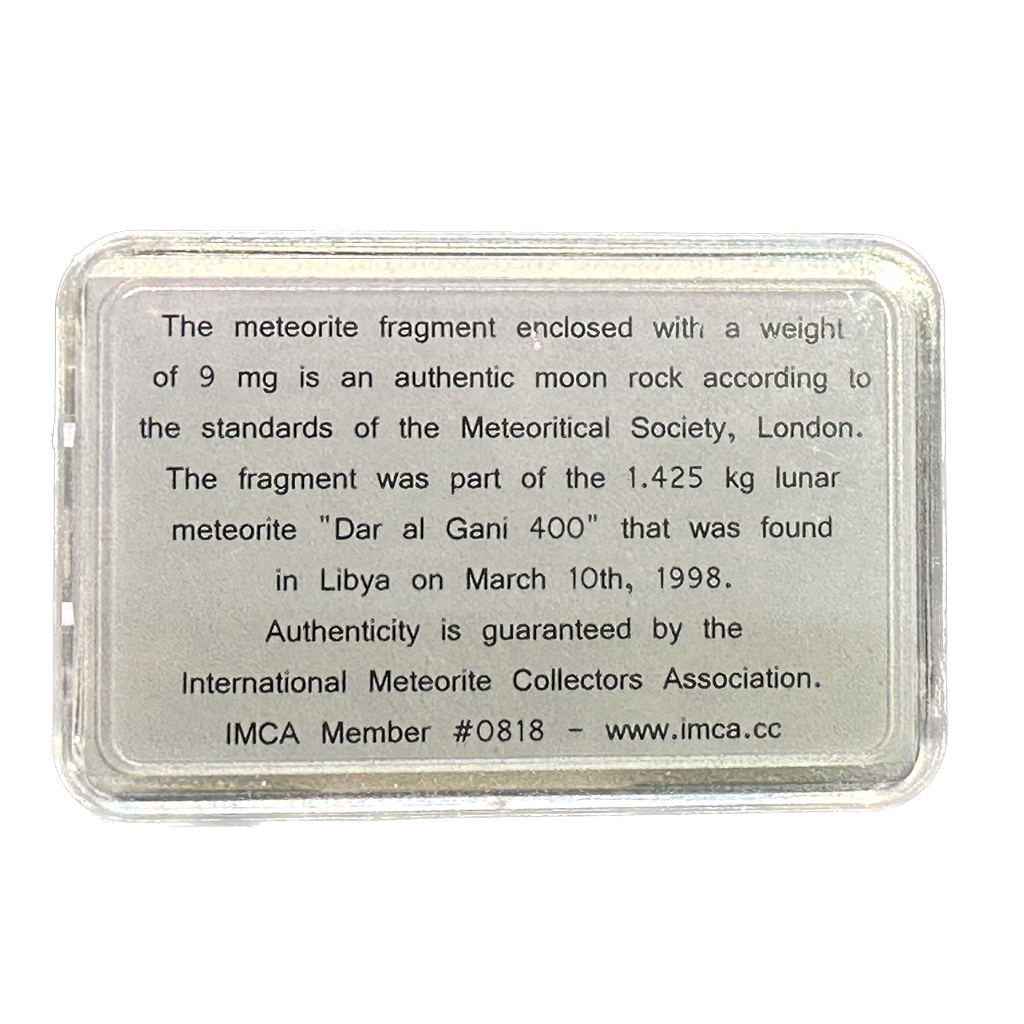 The meteorite fragment enclosed with a weight
of 9 mg is an authentic moon rock according to
the standards of the Meteoritical Society, London.
The fragment was part of the 1.425 kg lunar
meteorite "Dar al Gani 400" that was found
in Libya on March 10th, 1998.
Authenticity is guaranteed by the
International Meteorite Collectors Association.
IMCA Member #0818 - www.imca.cc